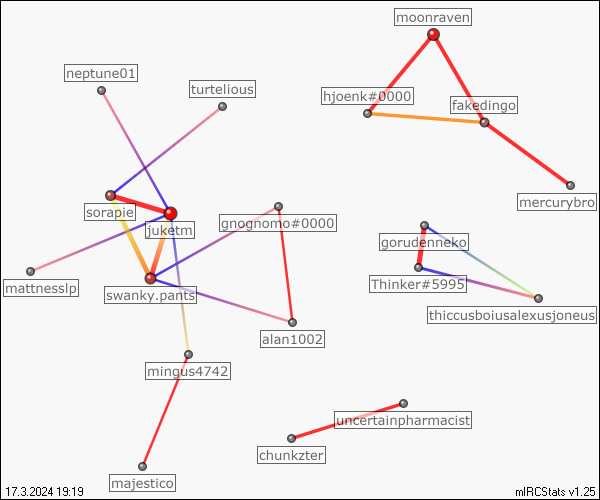 moonraven
neptune01
turtelious
hjoenk#0000
fakedingo
mercurybro
sorapie
juketm
gnognomo#0000
gorudenneko
mattnesslp
swanky.pants
Thinker#5995
thiccusboiusalexusjoneus
alan1002
mingus4742
uncertainpharmacist
chunkzter
majestico
17.3.2024 19:19
mIRCStats v1.25